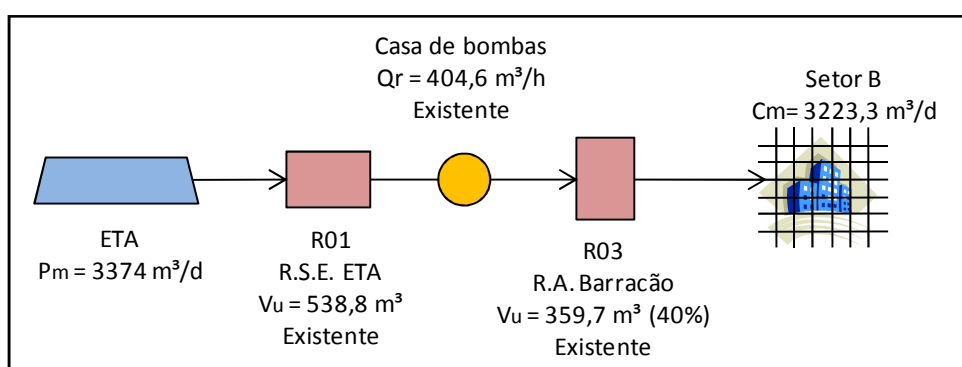 Casa de bombas
Qr = 404,6 m³/h
Existente
Setor B
Cm= 3223,3 m³/d
ETA
Pm = 3374 m³/d
R01
R.S.E. ETA
Vu = 538,8 m³
Existente
R03
R.A. Barracão
Vu = 359,7 m³ (40%)
Existente